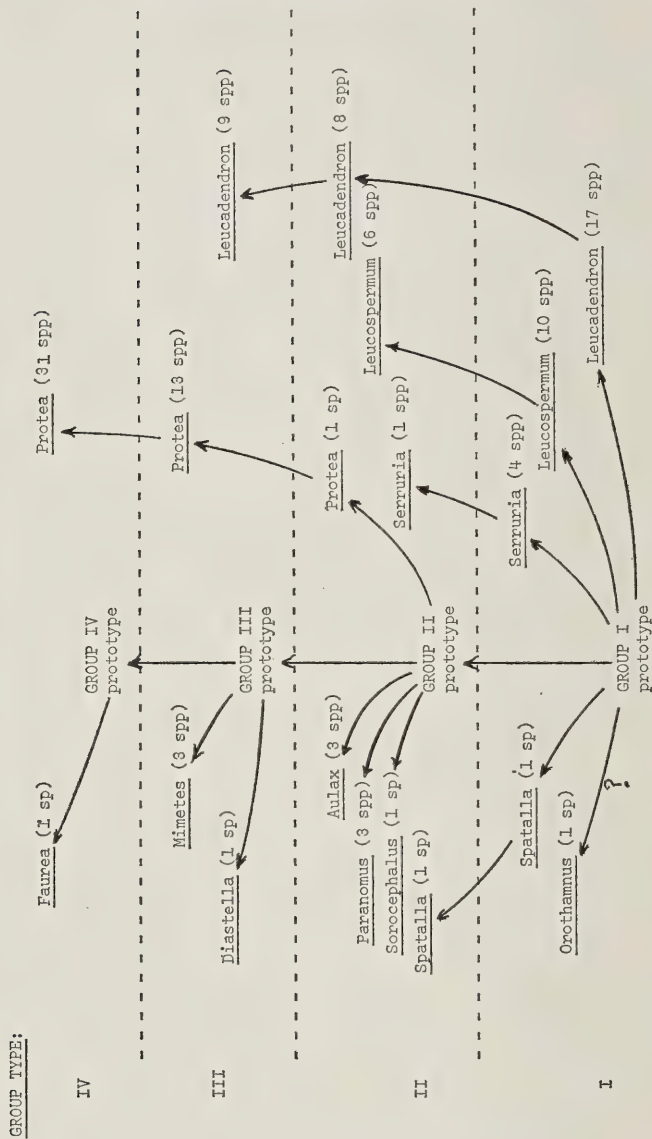 GROUP TYPE:
IV
Faurea (1 sp)
GROUP IV
prototype
Protea (31 spp)
III
Mimetes (3 spp)
Diastella (1 sp)
GROUP III
prototype
Protea (13 spp)
Leucadendron (9 spp)
II
Aulax (3 spp)
Paranomus (3 spp)
Sorocephalus (1 sp)
Spatalla (1 sp)
GROUP II
prototype
Protea (1 sp)
Serruria (1 spp)
Leucospermum (6 spp)
Leucadendron (8 spp)
I
Spatalla (1 sp)
Orothamnus (1 sp)
?
GROUP I
prototype
Serruria (4 spp)
Leucospermum (10 spp)
Leucadendron (17 spp)